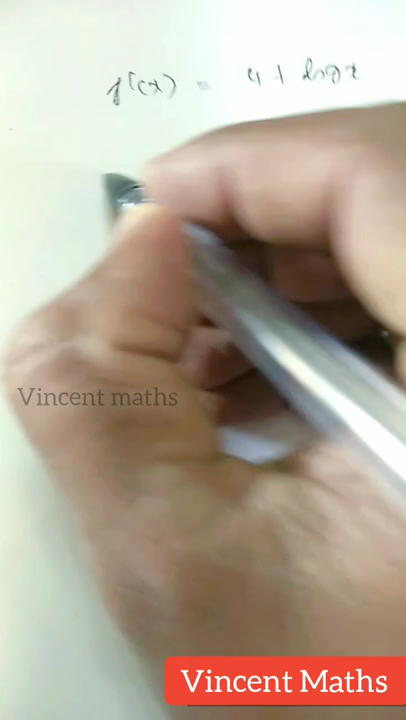 f'(x) = 4 + log x
Vincent maths
Vincent Maths